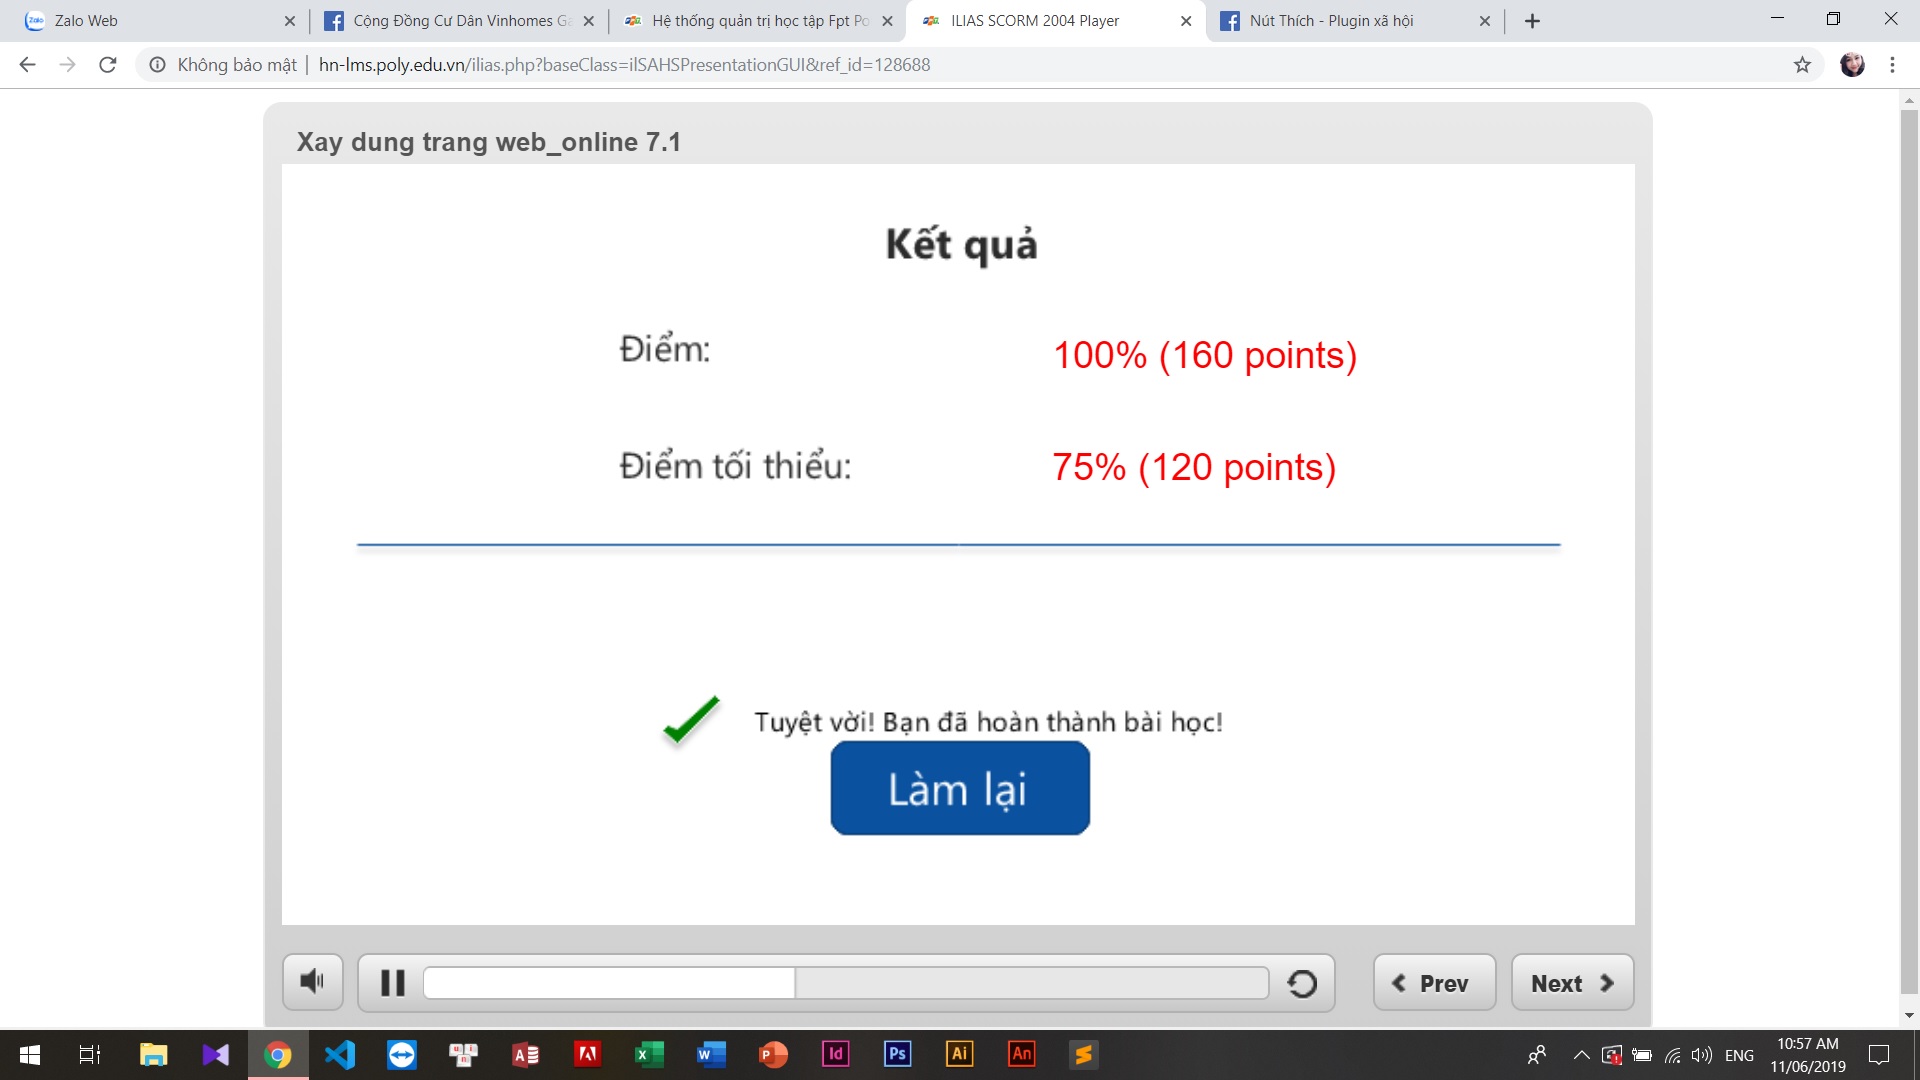 Zalo Web
Cộng Đồng Cư Dân Vinhomes Ga
Hệ thống quản trị học tập Fpt Po
ILIAS SCORM 2004 Player
Nút Thích - Plugin xã hội
Không bảo mật
hn-lms.poly.edu.vn/ilias.php?baseClass=ilSAHSPresentationGUI&ref_id=128688
Xay dung trang web_online 7.1
Kết quả
Điểm: 100% (160 points)
Điểm tối thiểu: 75% (120 points)
Tuyệt vời! Bạn đã hoàn thành bài học!
Làm lại
Prev
Next
ENG
10:57 AM
11/06/2019